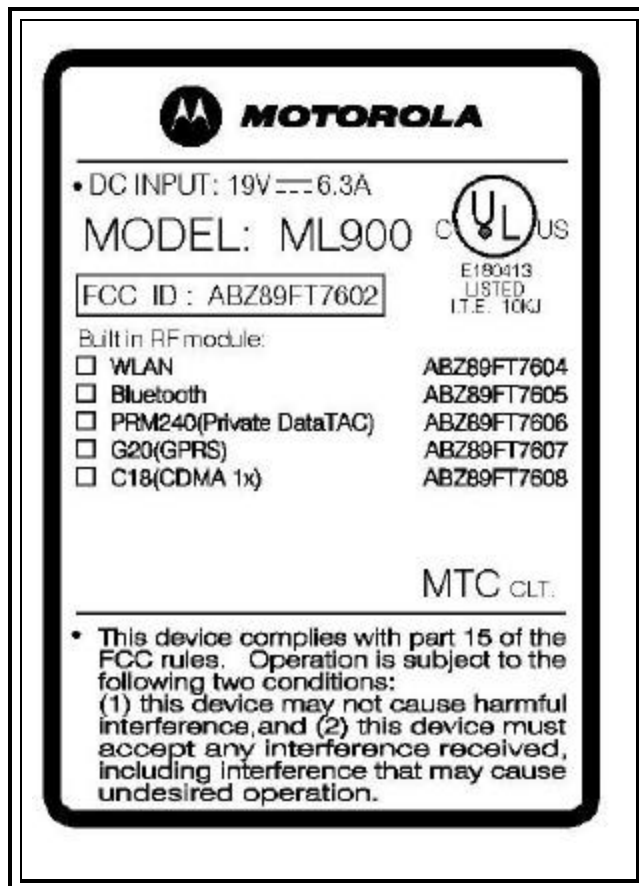 MOTOROLA
• DC INPUT: 19V⎓6.3A
MODEL: ML900
C UL US
E180413
LISTED
I.T.E. 10KJ
FCC ID : ABZ89FT7602
Built in RF module:
☐ WLAN ABZ89FT7604
☐ Bluetooth ABZ89FT7605
☐ PRM240(Private DataTAC) ABZ89FT7606
☐ G20(GPRS) ABZ89FT7607
☐ C18(CDMA 1x) ABZ89FT7608
MTC CLT.
• This device complies with part 15 of the
FCC rules. Operation is subject to the
following two conditions:
(1) this device may not cause harmful
interference,and (2) this device must
accept any interference received,
including interference that may cause
undesired operation.